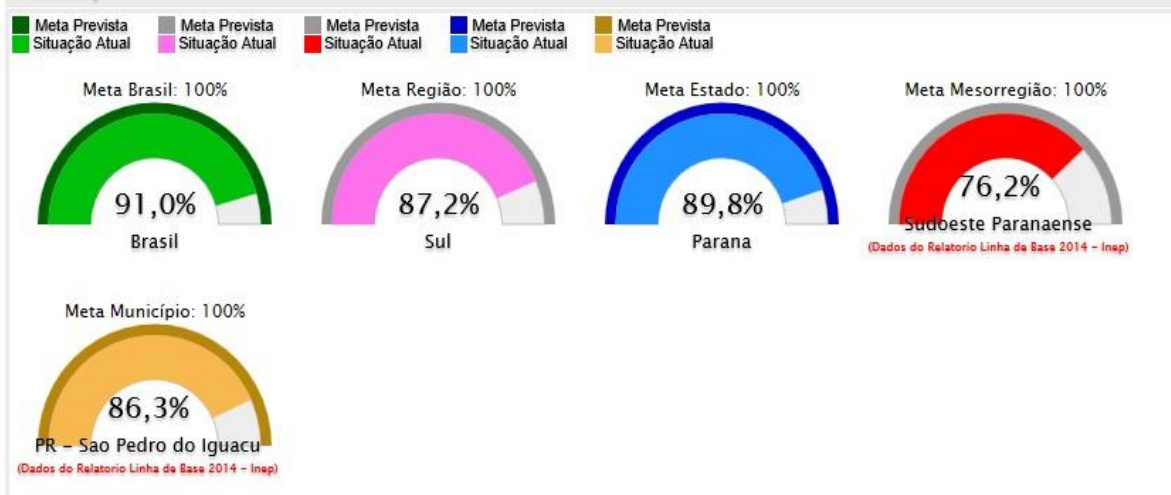 Meta Prevista Meta Prevista Meta Prevista Meta Prevista Meta Prevista
Situação Atual Situação Atual Situação Atual Situação Atual Situação Atual
Meta Brasil: 100%
91,0%
Brasil
Meta Região: 100%
87,2%
Sul
Meta Estado: 100%
89,8%
Parana
Meta Mesorregião: 100%
76,2%
Sudoeste Paranaense
(Dados do Relatorio Linha de Base 2014 - Inep)
Meta Município: 100%
86,3%
PR - Sao Pedro do Iguacu
(Dados do Relatorio Linha de Base 2014 - Inep)